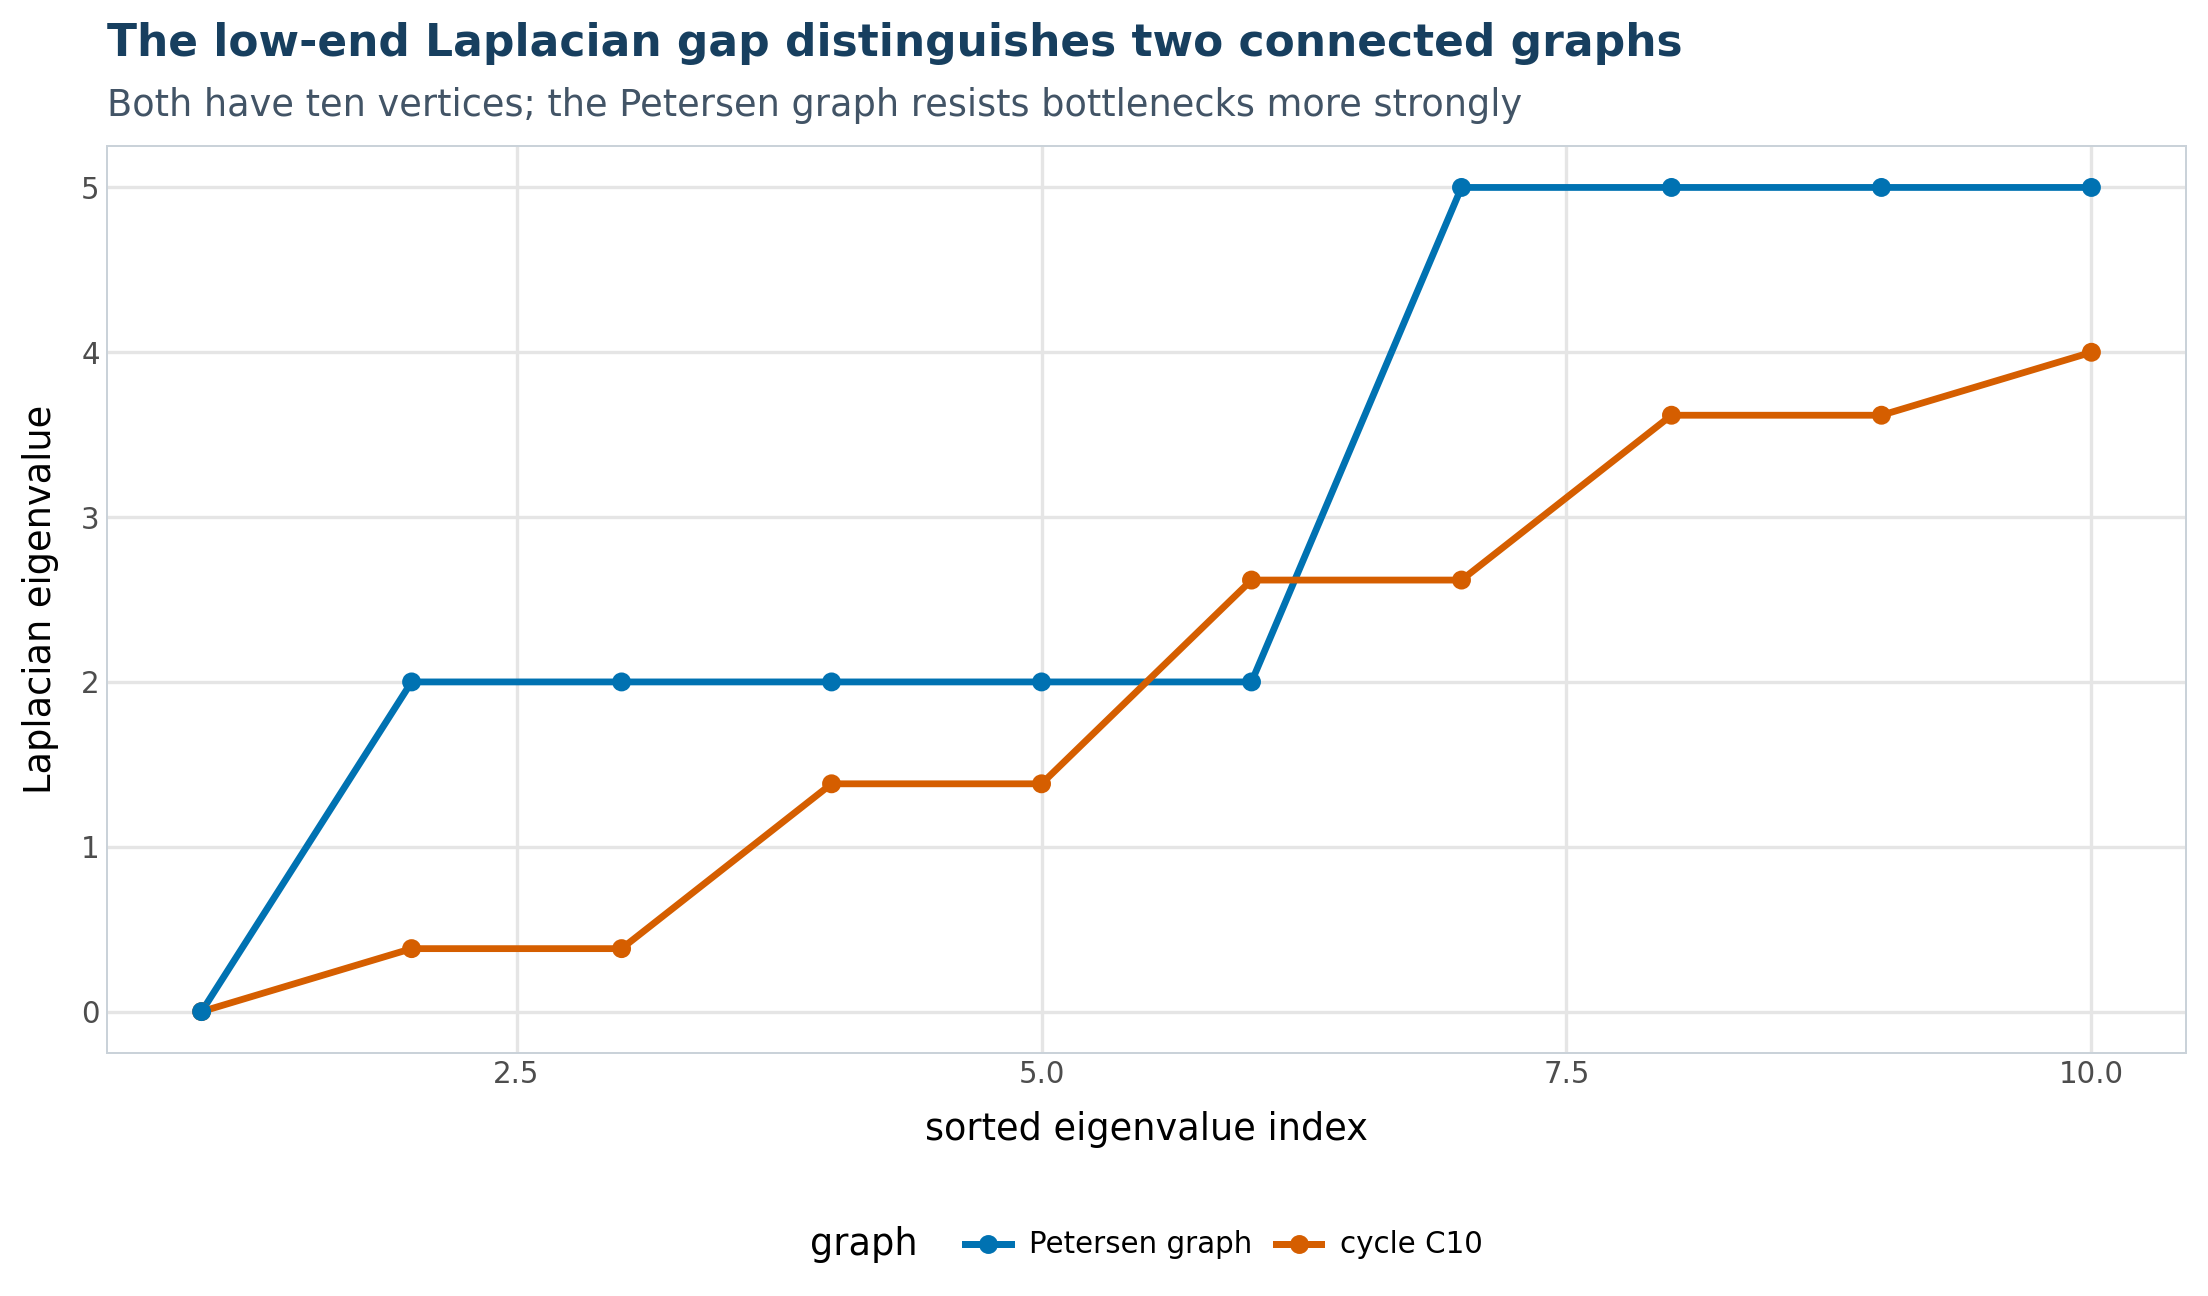 The low-end Laplacian gap distinguishes two connected graphs
Both have ten vertices; the Petersen graph resists bottlenecks more strongly
Laplacian eigenvalue
5
4
3
2
1
0
2.5 5.0 7.5 10.0
sorted eigenvalue index
graph Petersen graph cycle C10